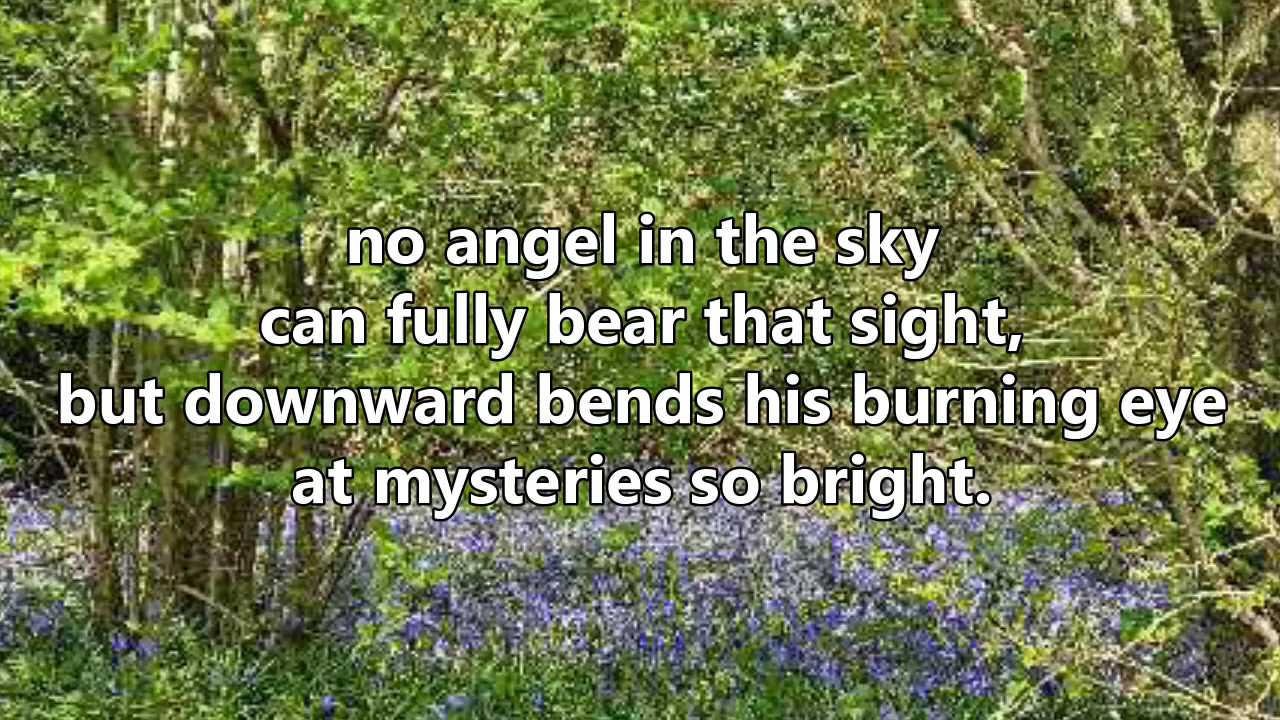 no angel in the sky
can fully bear that sight,
but downward bends his burning eye
at mysteries so bright.